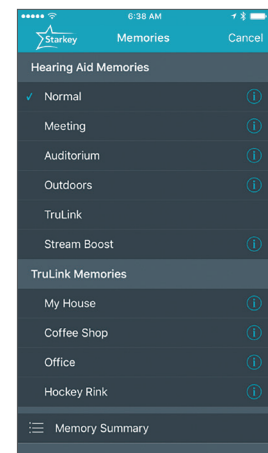 6:38 AM
Starkey Memories Cancel
Hearing Aid Memories
Normal
Meeting
Auditorium
Outdoors
TruLink
Stream Boost
TruLink Memories
My House
Coffee Shop
Office
Hockey Rink
Memory Summary